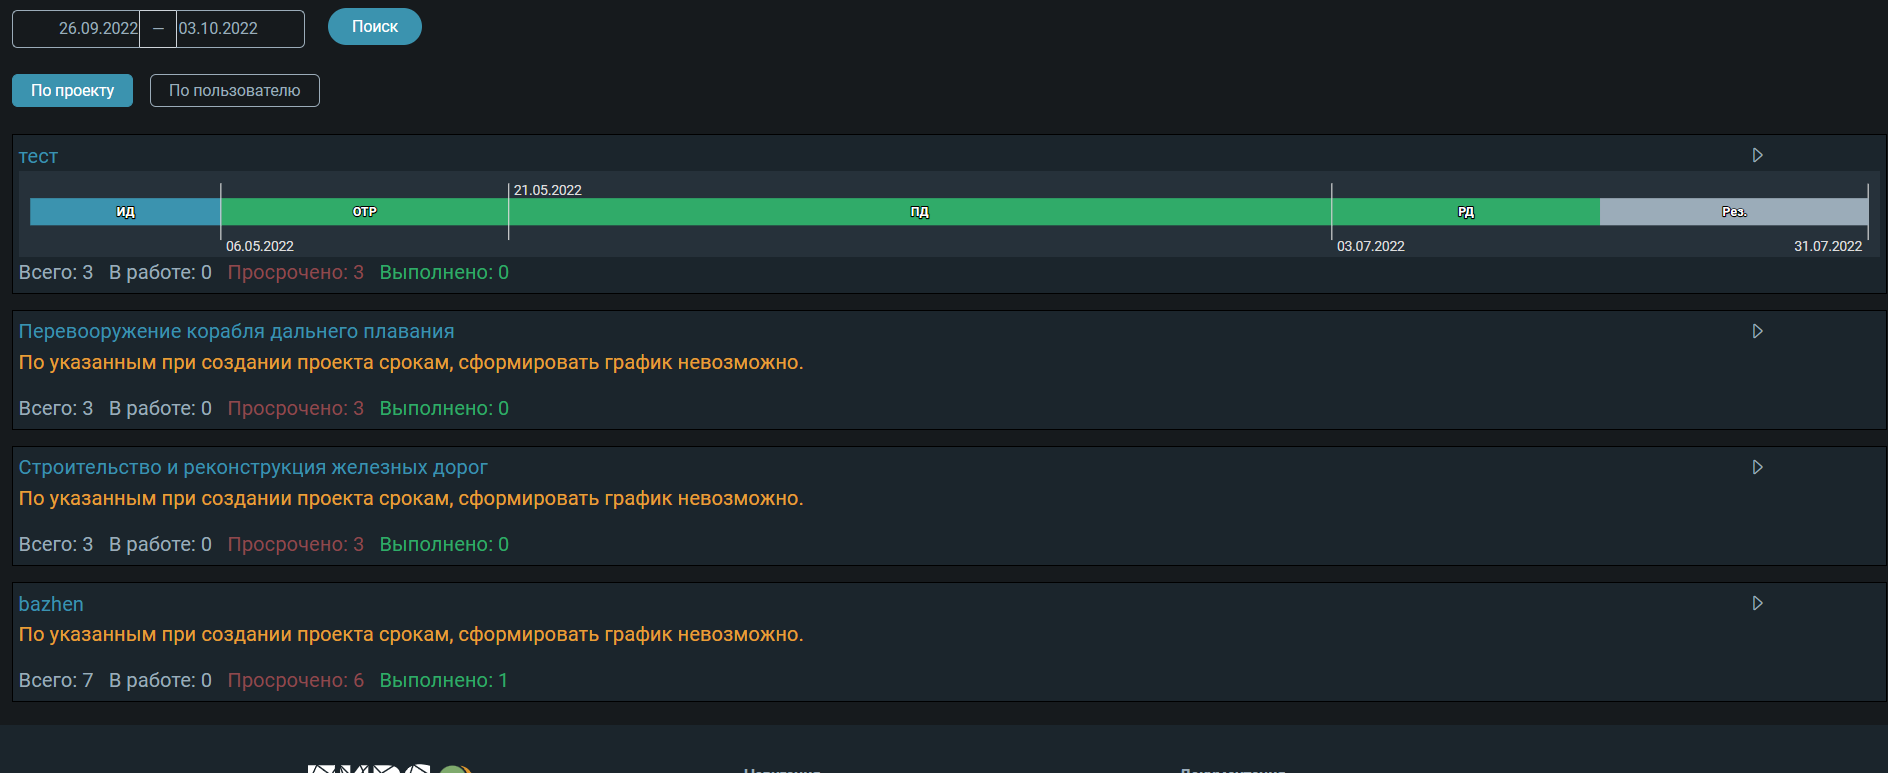 26.09.2022 — 03.10.2022 Поиск
По проекту По пользователю
тест
21.05.2022
ИД ОТР ПД РД Рез.
06.05.2022 03.07.2022 31.07.2022
Всего: 3 В работе: 0 Просрочено: 3 Выполнено: 0
Перевооружение корабля дальнего плавания
По указанным при создании проекта срокам, сформировать график невозможно.
Всего: 3 В работе: 0 Просрочено: 3 Выполнено: 0
Строительство и реконструкция железных дорог
По указанным при создании проекта срокам, сформировать график невозможно.
Всего: 3 В работе: 0 Просрочено: 3 Выполнено: 0
bazhen
По указанным при создании проекта срокам, сформировать график невозможно.
Всего: 7 В работе: 0 Просрочено: 6 Выполнено: 1